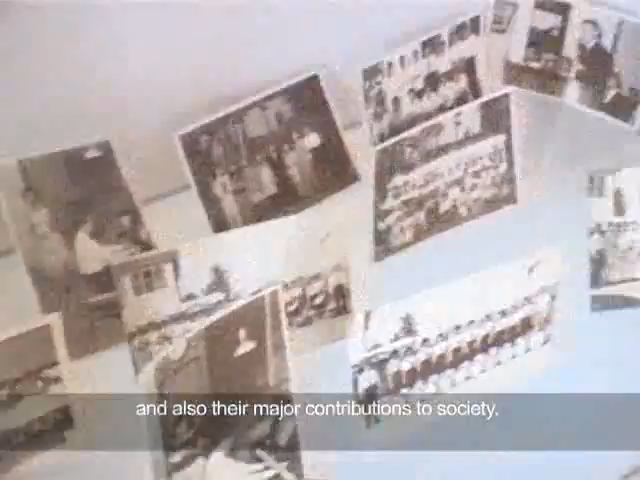 and also their major contributions to society.